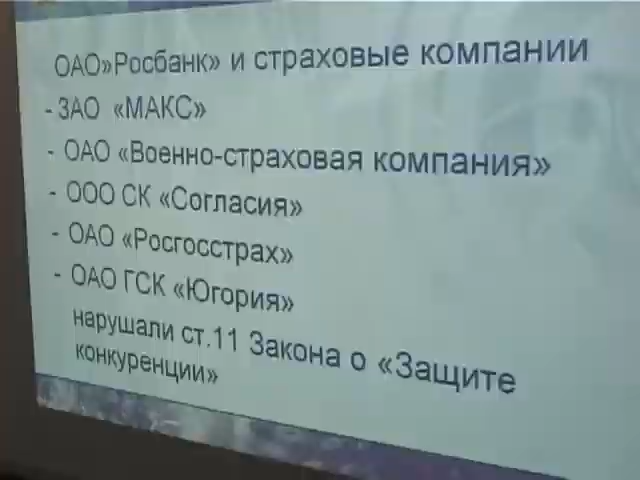 ОАО»Росбанк» и страховые компании
- ЗАО «МАКС»
- ОАО «Военно-страховая компания»
- ООО СК «Согласия»
- ОАО «Росгосстрах»
- ОАО ГСК «Югория»
нарушали ст.11 Закона о «Защите
конкуренции»